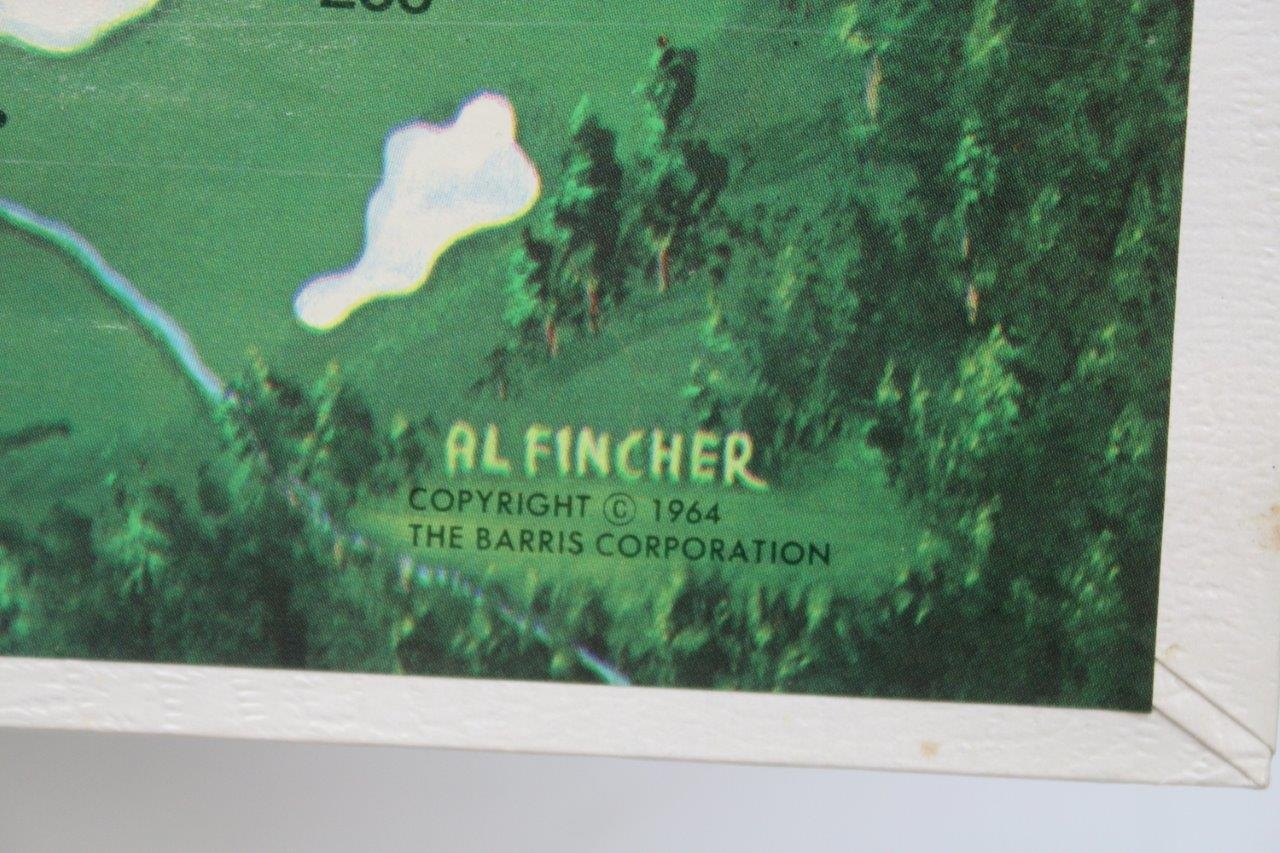 AL FINCHER
COPYRIGHT © 1964
THE BARRIS CORPORATION